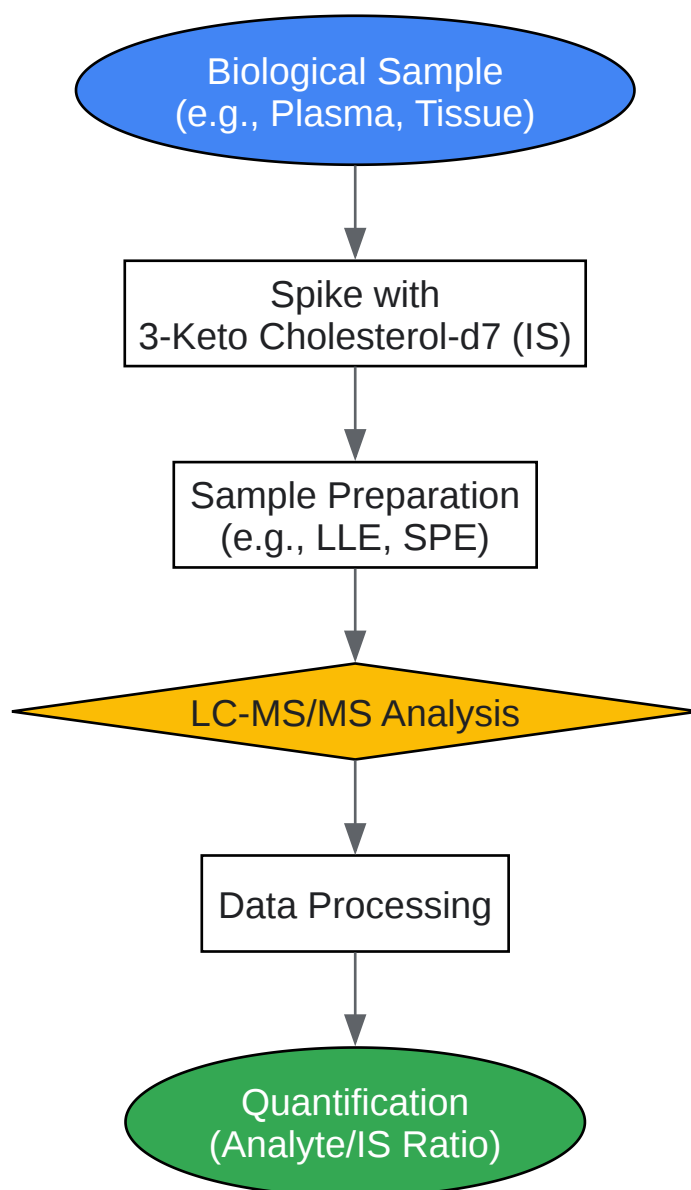 Biological Sample
(e.g., Plasma, Tissue)
Spike with
3-Keto Cholesterol-d7 (IS)
Sample Preparation
(e.g., LLE, SPE)
LC-MS/MS Analysis
Data Processing
Quantification
(Analyte/IS Ratio)